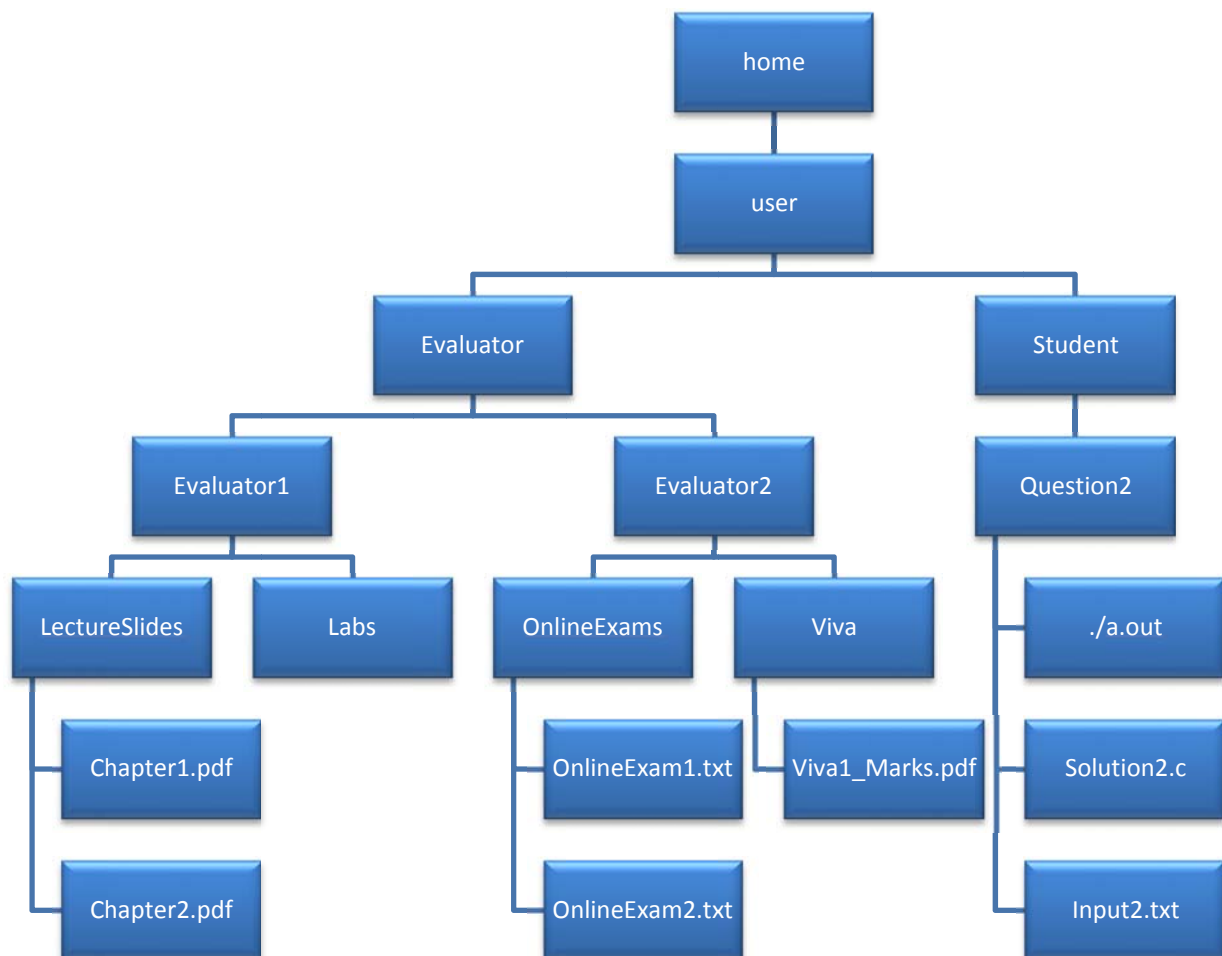 home
user
Evaluator
Student
Evaluator1
Evaluator2
Question2
LectureSlides
Labs
OnlineExams
Viva
./a.out
Chapter1.pdf
OnlineExam1.txt
Viva1_Marks.pdf
Solution2.c
Chapter2.pdf
OnlineExam2.txt
Input2.txt